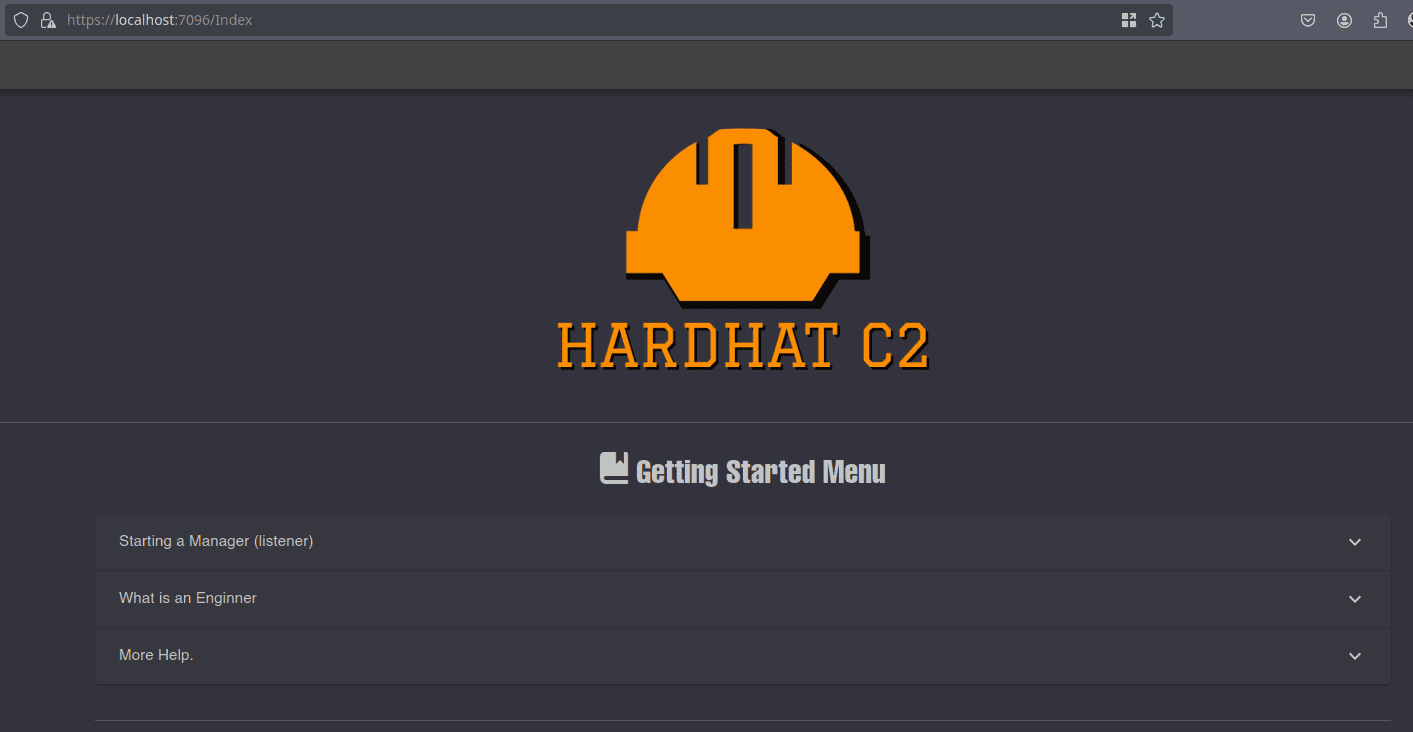 https://localhost:7096/Index
HARDHAT C2
Getting Started Menu
Starting a Manager (listener)
What is an Enginner
More Help.